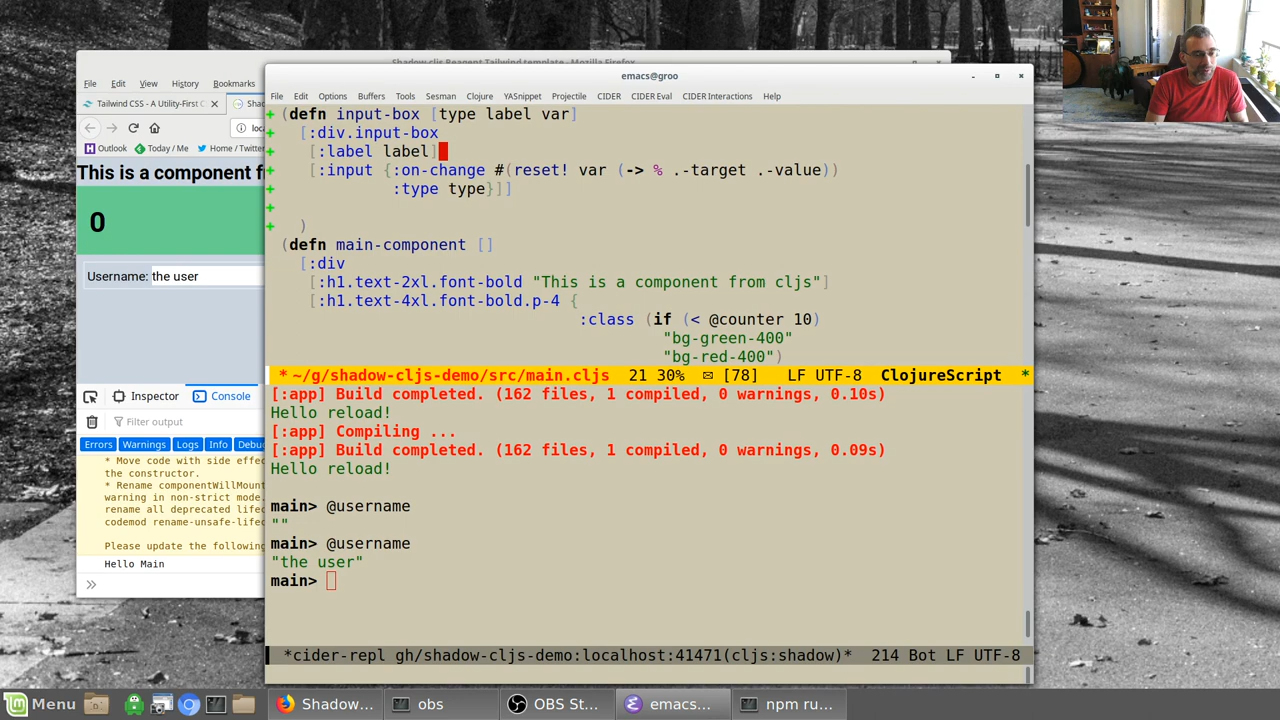 Shadow-cljs Reagent Tailwind template - Mozilla Firefox
File Edit View History Bookmarks
Tailwind CSS - A Utility-First C
Sha
loca
Outlook Today / Me Home / Twitter
This is a component f
0
Username: the user
Inspector Console
Filter output
Errors Warnings Logs Info Debu
* Move code with side effec
the constructor.
* Rename componentWillMount
warning in non-strict mode.
rename all deprecated lifec
codemod rename-unsafe-lifec
Please update the following
Hello Main
»
emacs@groo
File Edit Options Buffers Tools Sesman Clojure YASnippet Projectile CIDER CIDER Eval CIDER Interactions Help
+ (defn input-box [type label var]
+ [:div.input-box
+ [:label label]
+ [:input {:on-change #(reset! var (-> % .-target .-value))
+ :type type}]]
+
+ )
(defn main-component []
[:div
[:h1.text-2xl.font-bold "This is a component from cljs"]
[:h1.text-4xl.font-bold.p-4 {
:class (if (< @counter 10)
"bg-green-400"
"bg-red-400")
* ~/g/shadow-cljs-demo/src/main.cljs 21 30% ✉ [78] LF UTF-8 ClojureScript *
[:app] Build completed. (162 files, 1 compiled, 0 warnings, 0.10s)
Hello reload!
[:app] Compiling ...
[:app] Build completed. (162 files, 1 compiled, 0 warnings, 0.09s)
Hello reload!
main> @username
""
main> @username
"the user"
main>
*cider-repl gh/shadow-cljs-demo:localhost:41471(cljs:shadow)* 214 Bot LF UTF-8
Menu Shadow... obs OBS St... emacs... npm ru...